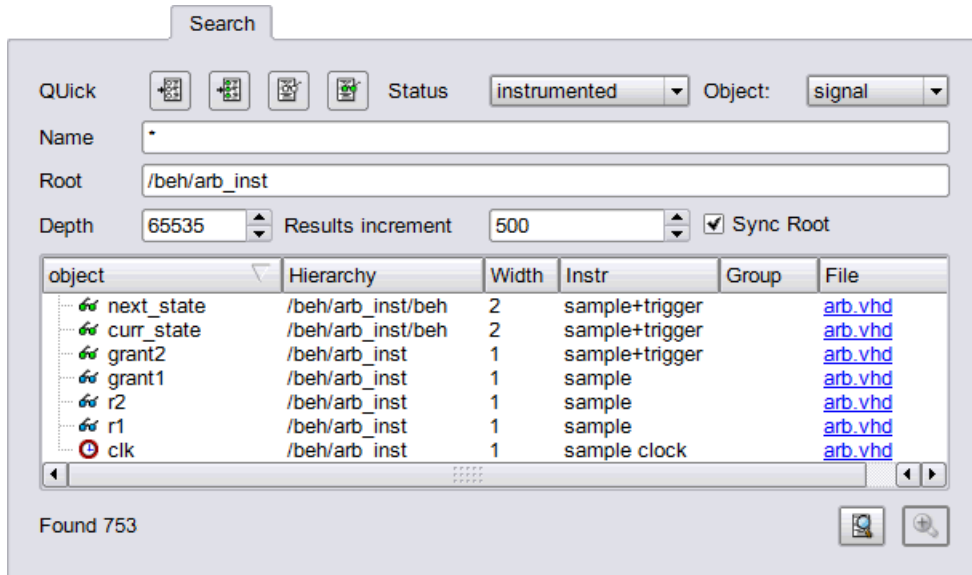 Search
QUick Status instrumented Object: signal
Name *
Root /beh/arb_inst
Depth 65535 Results increment 500 Sync Root
object Hierarchy Width Instr Group File
next_state /beh/arb_inst/beh 2 sample+trigger arb.vhd
curr_state /beh/arb_inst/beh 2 sample+trigger arb.vhd
grant2 /beh/arb_inst 1 sample+trigger arb.vhd
grant1 /beh/arb_inst 1 sample arb.vhd
r2 /beh/arb_inst 1 sample arb.vhd
r1 /beh/arb_inst 1 sample arb.vhd
clk /beh/arb_inst 1 sample clock arb.vhd
Found 753